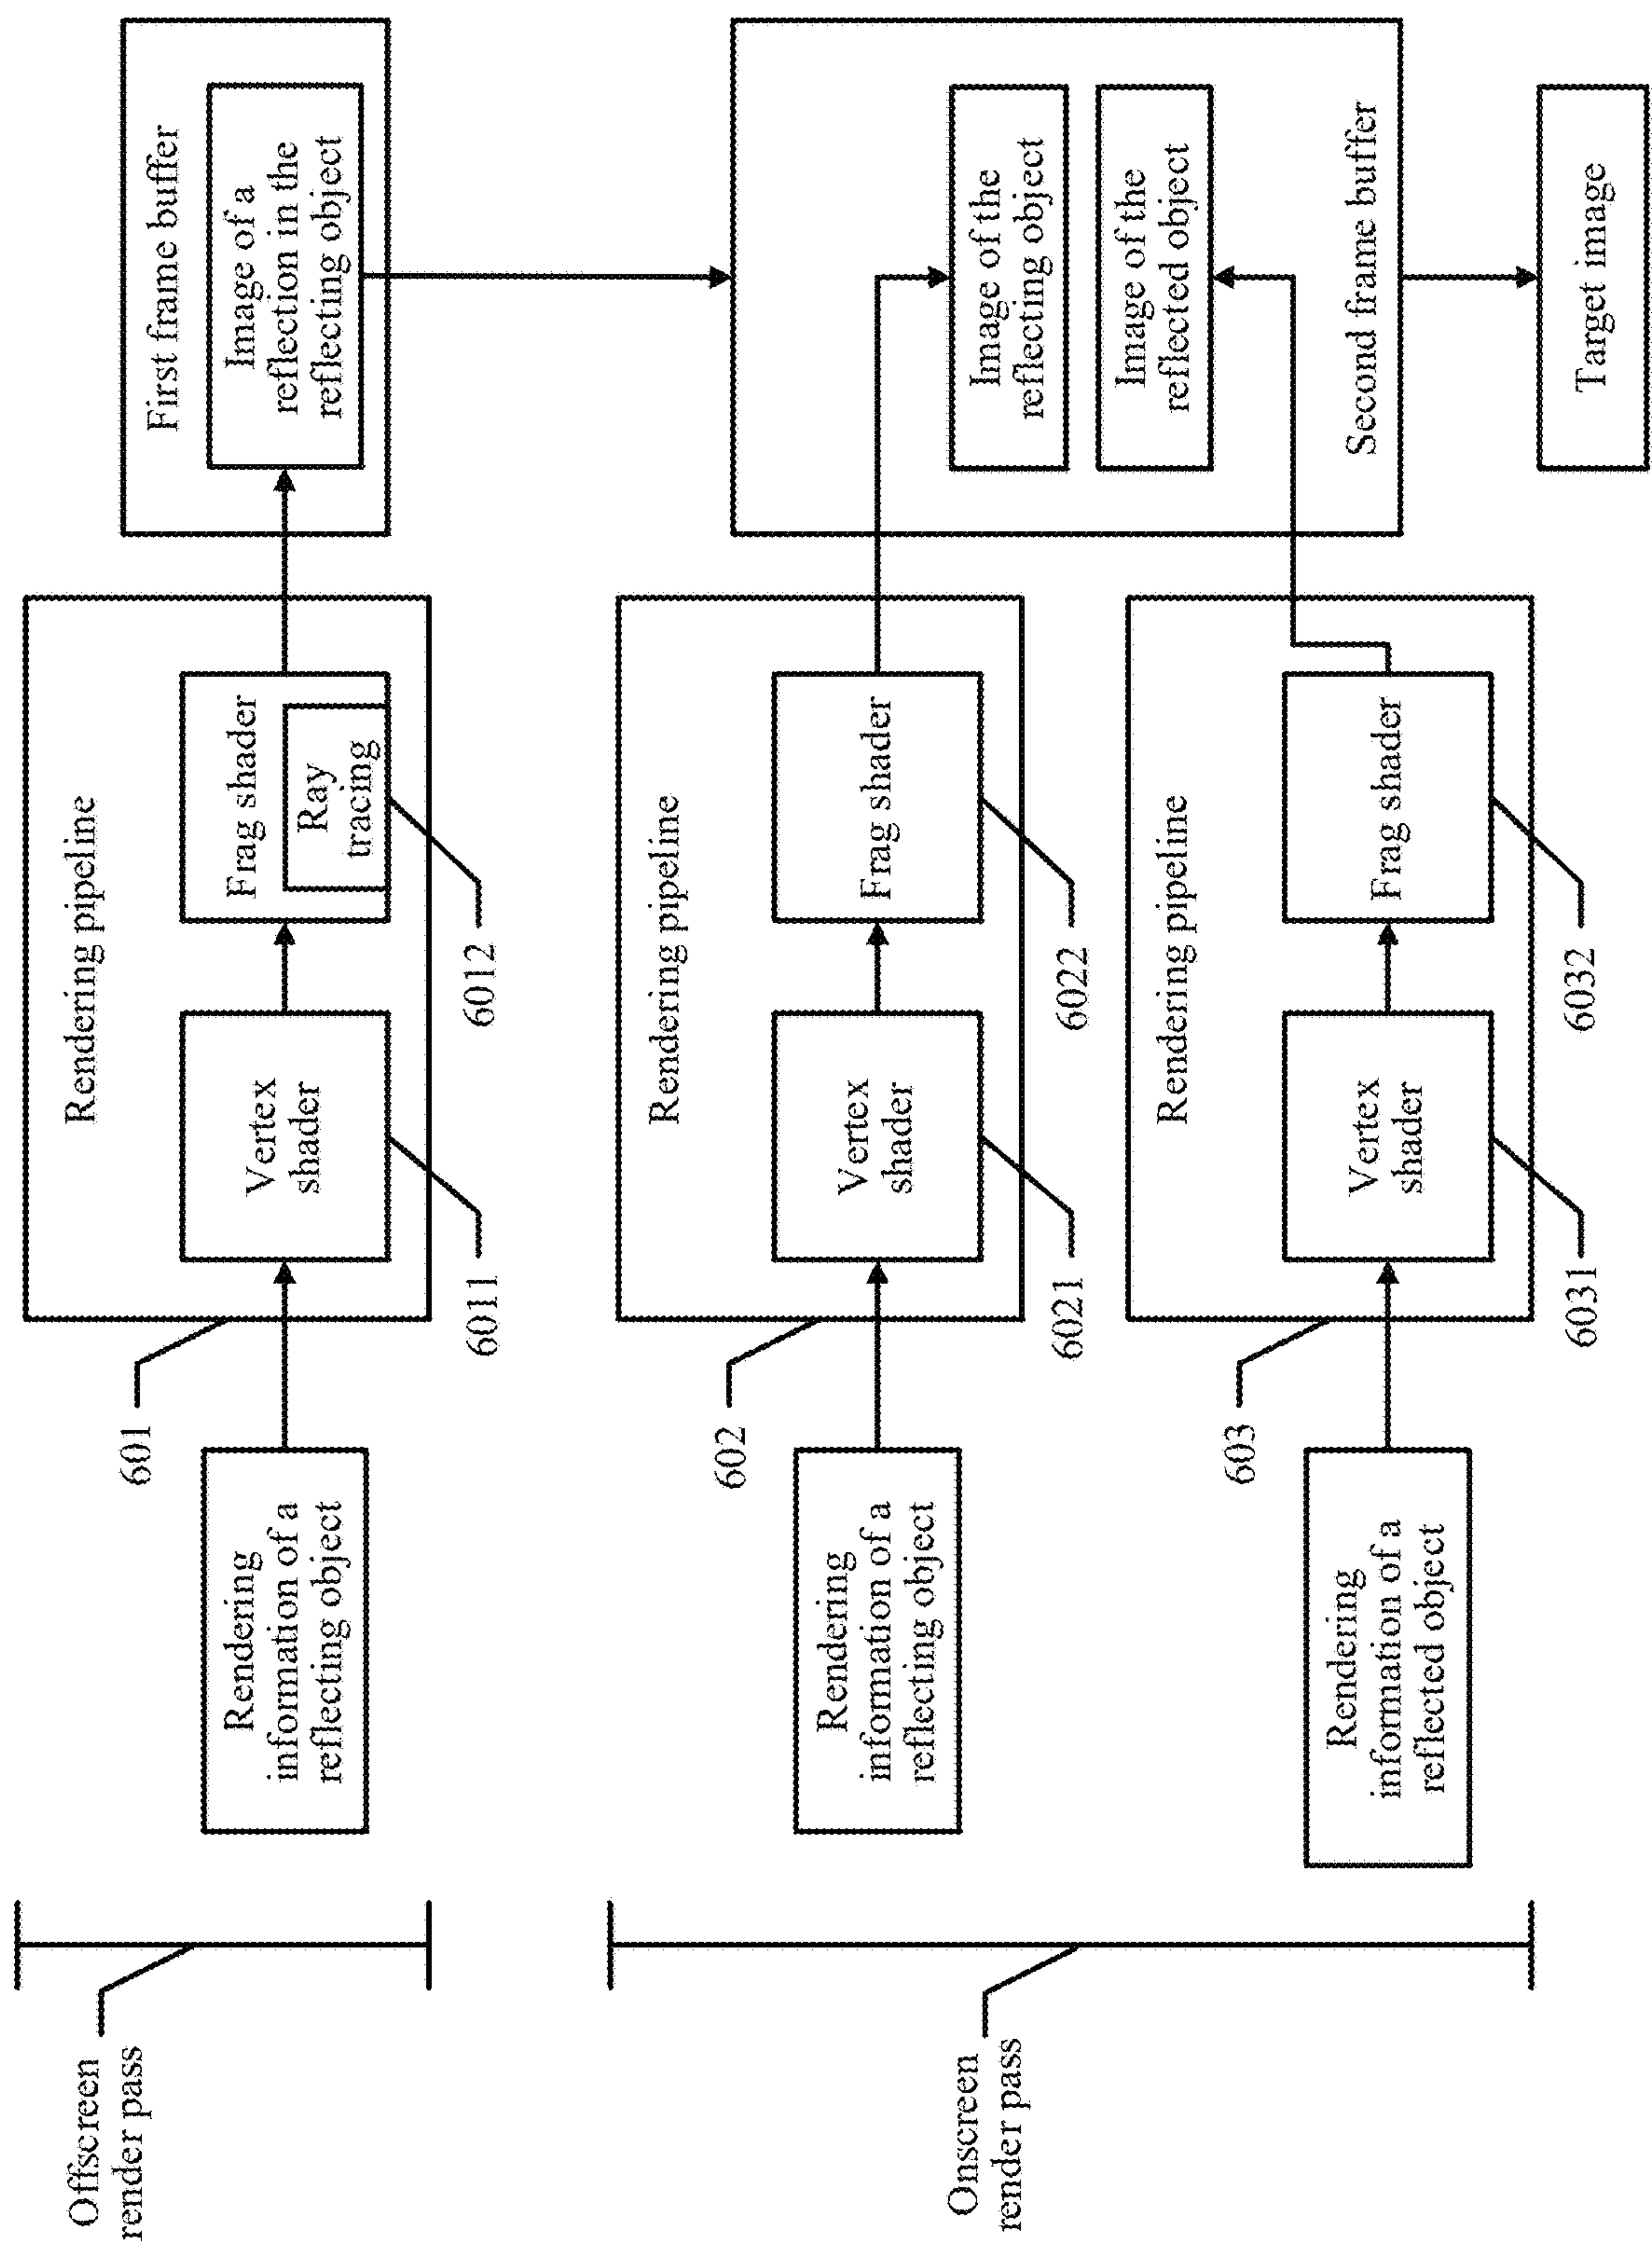 Offscreen
render pass
Rendering
information of a
reflecting object
601
Rendering pipeline
Vertex
shader
6011
Frag shader
Ray
tracing
6012
First frame buffer
Image of a
reflection in the
reflecting object
Onscreen
render pass
Rendering
information of a
reflecting object
602
Rendering pipeline
Vertex
shader
6021
Frag shader
6022
Rendering
information of a
reflected object
603
Rendering pipeline
Vertex
shader
6031
Frag shader
6032
Image of the
reflecting object
Image of the
reflected object
Second frame buffer
Target image